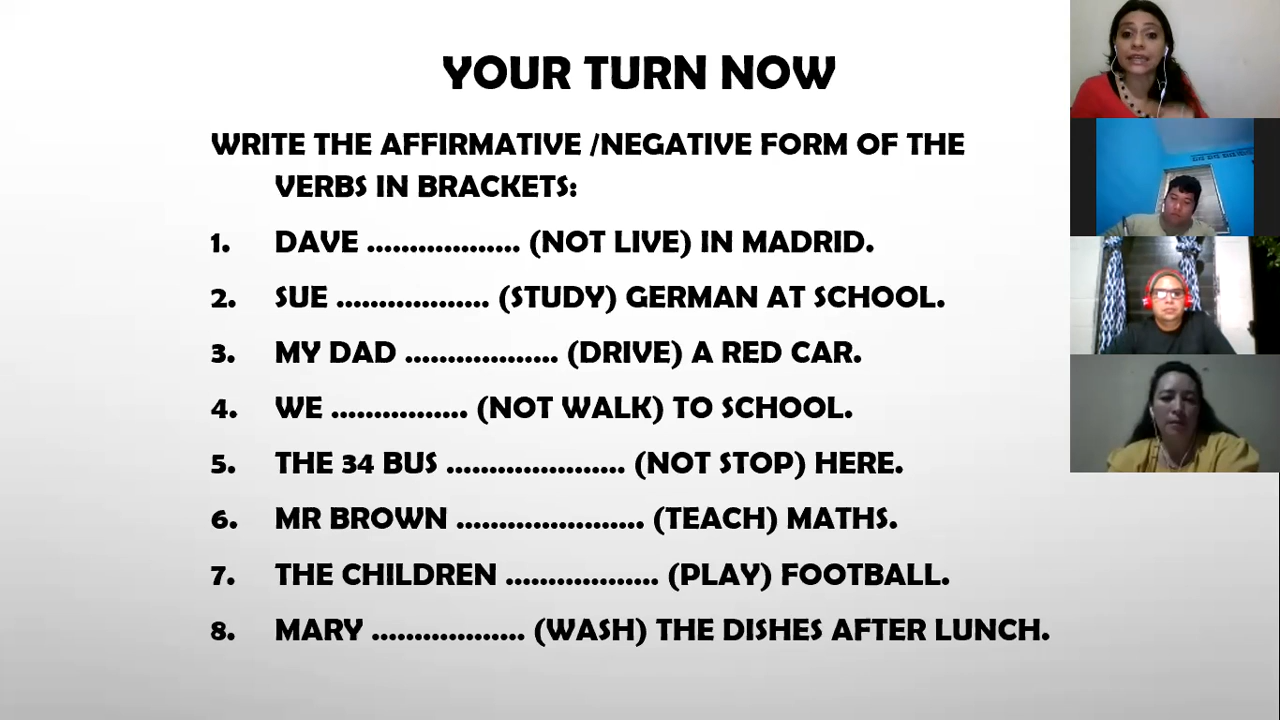 YOUR TURN NOW
WRITE THE AFFIRMATIVE /NEGATIVE FORM OF THE
VERBS IN BRACKETS:
1. DAVE .................. (NOT LIVE) IN MADRID.
2. SUE .................. (STUDY) GERMAN AT SCHOOL.
3. MY DAD .................. (DRIVE) A RED CAR.
4. WE ................ (NOT WALK) TO SCHOOL.
5. THE 34 BUS ..................... (NOT STOP) HERE.
6. MR BROWN ...................... (TEACH) MATHS.
7. THE CHILDREN .................. (PLAY) FOOTBALL.
8. MARY .................. (WASH) THE DISHES AFTER LUNCH.